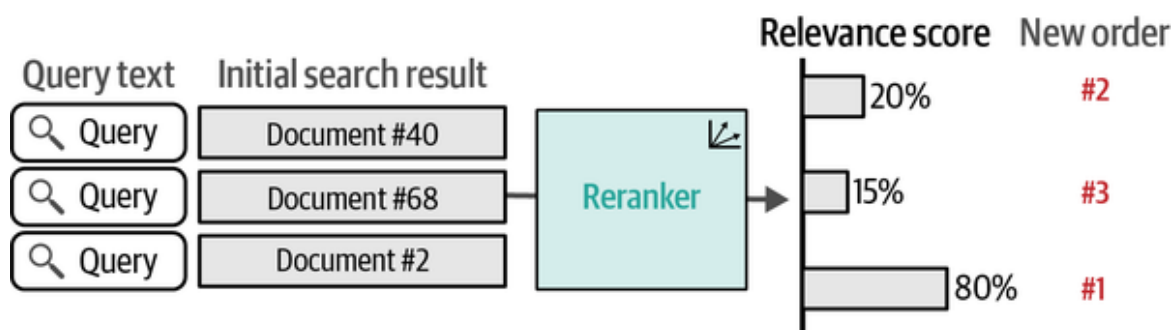 Relevance score New order
Query text Initial search result
Query Document #40 20% #2
Query Document #68 Reranker 15% #3
Query Document #2 80% #1